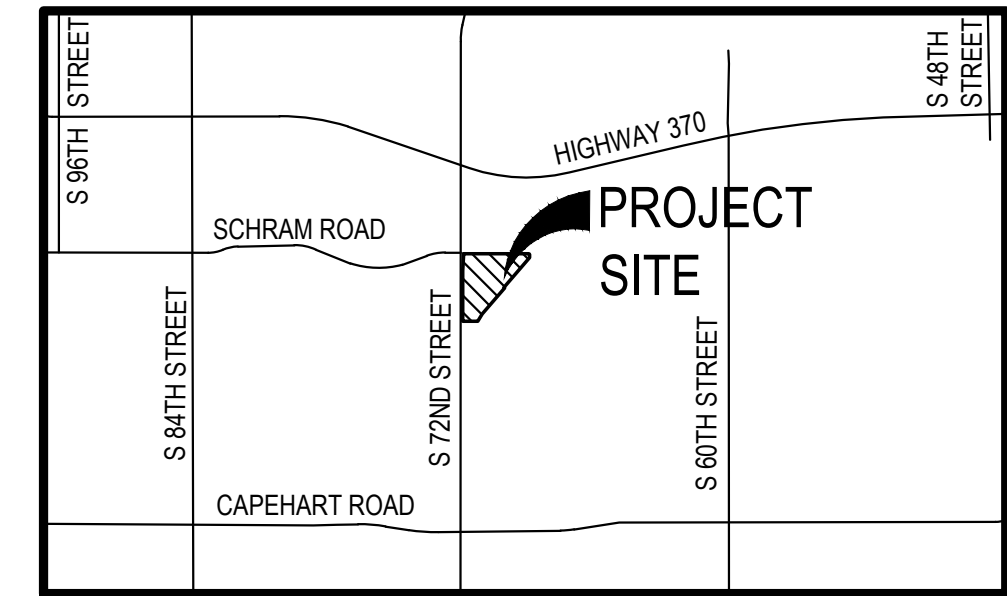 S 96TH STREET
S 48TH
STREET
HIGHWAY 370
PROJECT
SITE
SCHRAM ROAD
S 84TH STREET
S 72ND STREET
S 60TH STREET
CAPEHART ROAD